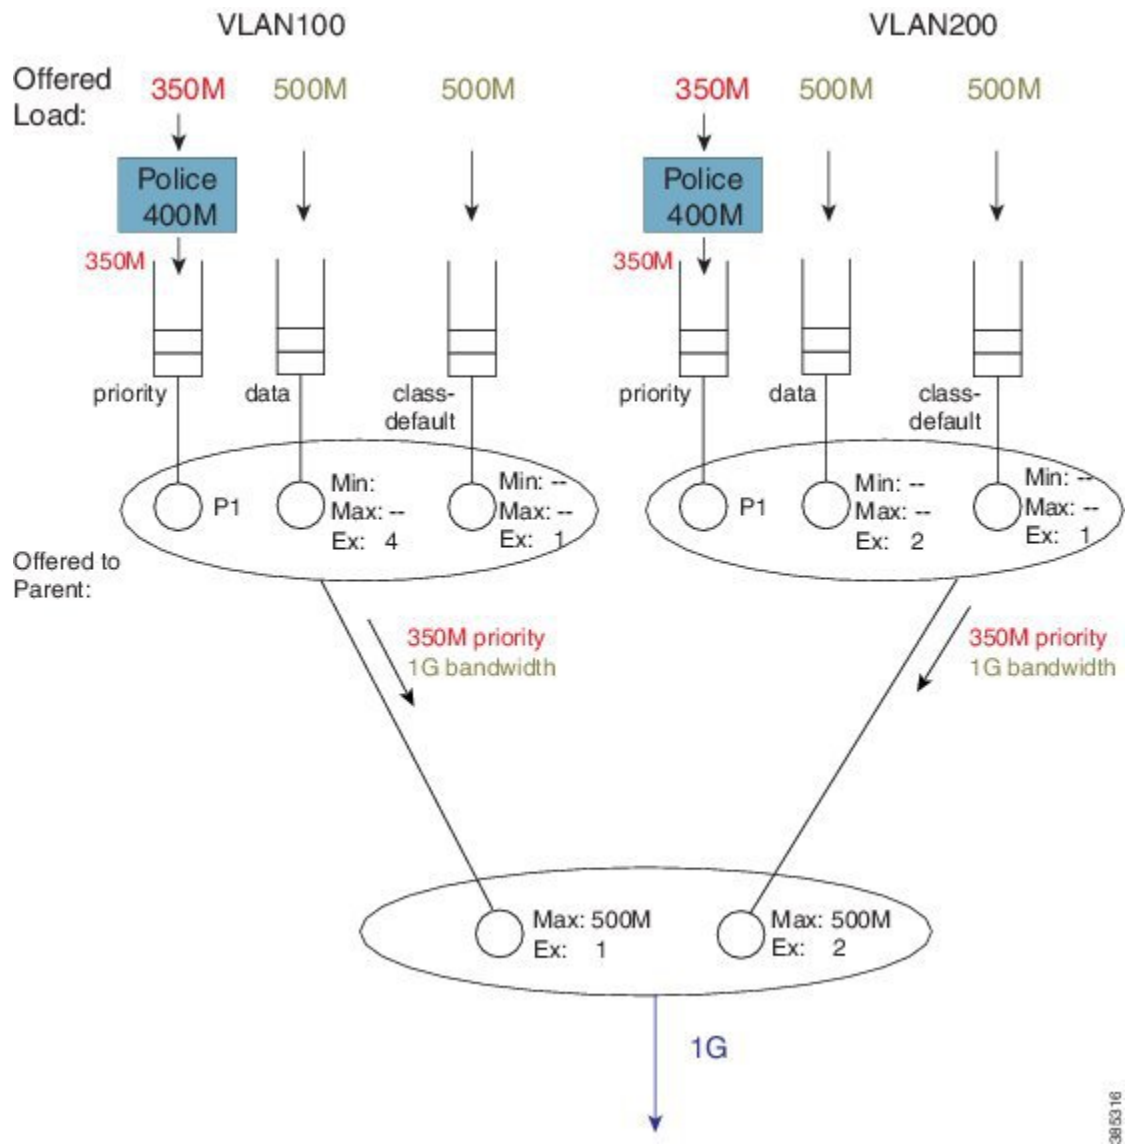 VLAN100 VLAN200
Offered Load: 350M 500M 500M 350M 500M 500M
Police 400M Police 400M
350M 350M
priority data class-default priority data class-default
P1 Min: Max: -- Ex: 4 Min: -- Max: -- Ex: 1 P1 Min: -- Max: -- Ex: 2 Min: -- Max: -- Ex: 1
Offered to Parent:
350M priority 350M priority
1G bandwidth 1G bandwidth
Max: 500M Max: 500M
Ex: 1 Ex: 2
1G
385316